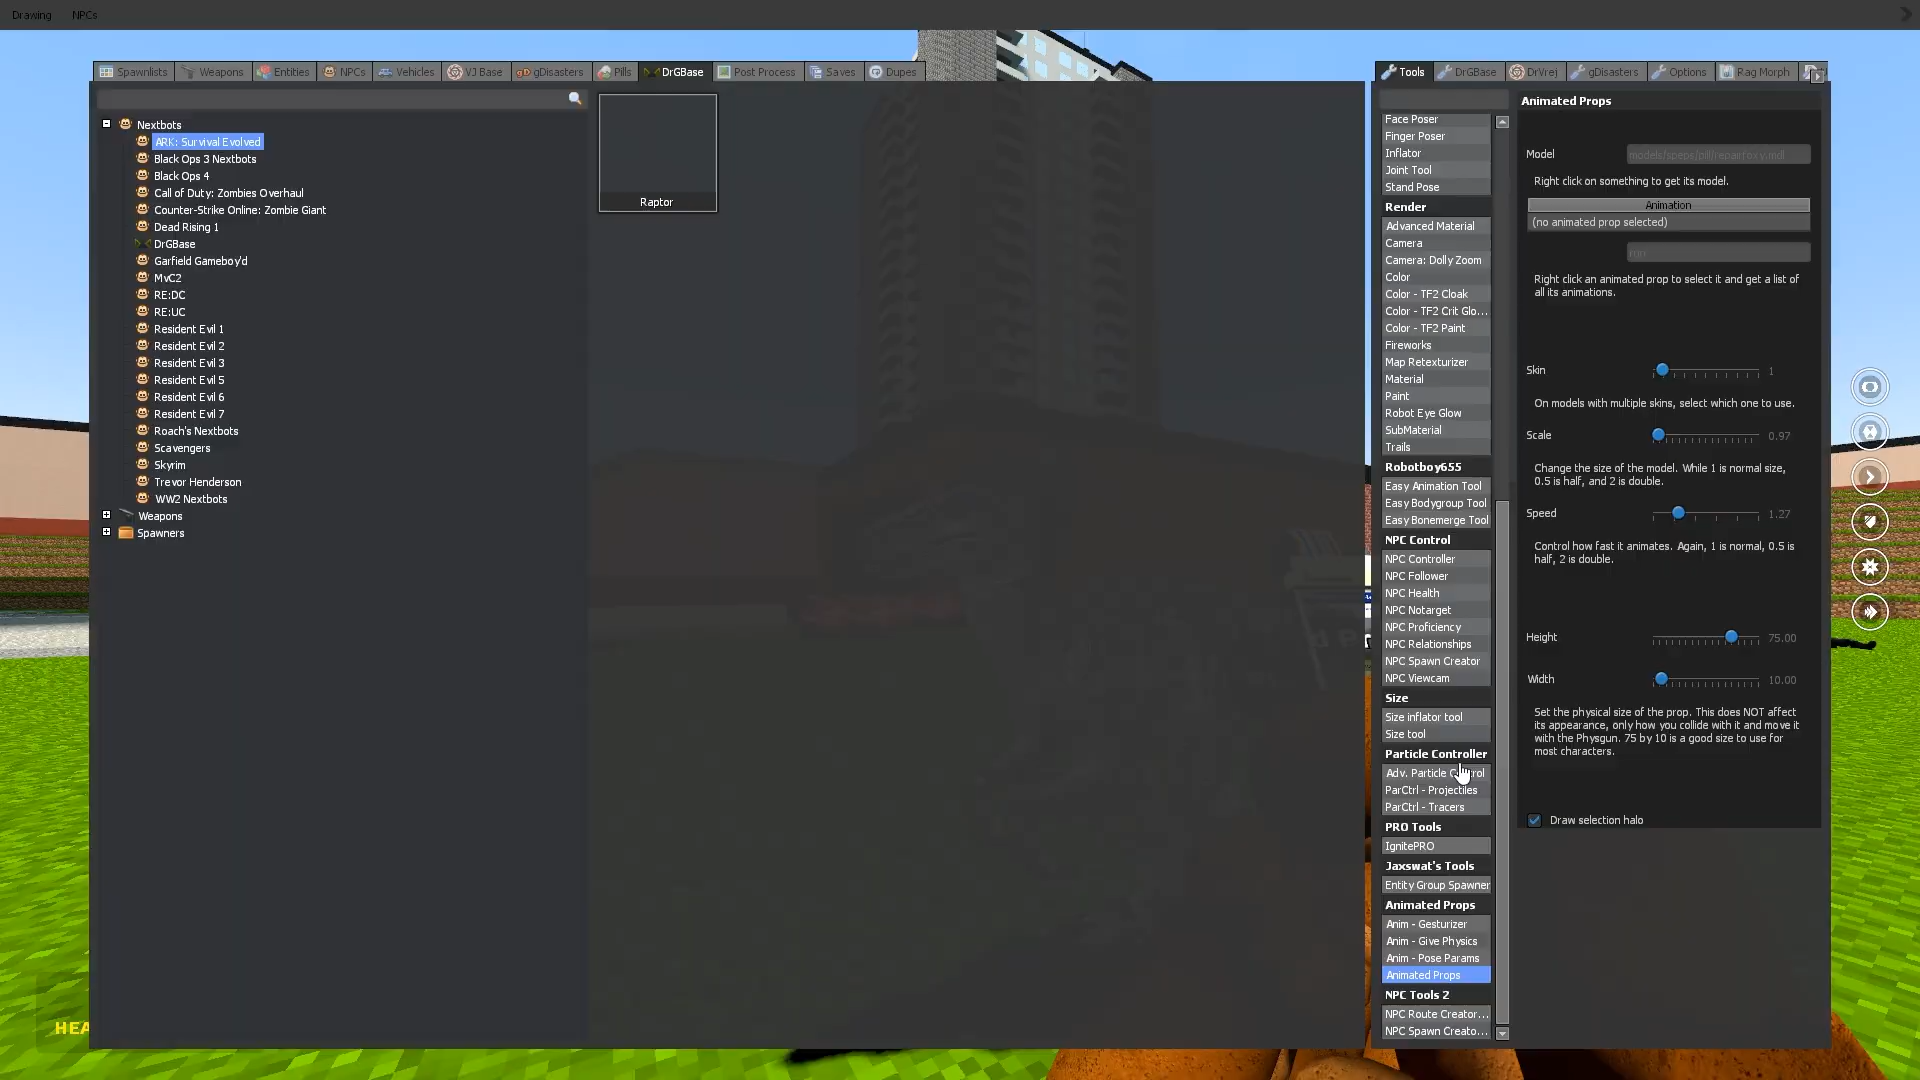 Drawing NPCs
Spawnlists Weapons Entities NPCs Vehicles VJ Base gDisasters Pills DrGBase Post Process Saves Dupes
Nextbots
ARK: Survival Evolved
Black Ops 3 Nextbots
Black Ops 4
Call of Duty: Zombies Overhaul
Counter-Strike Online: Zombie Giant
Dead Rising 1
DrGBase
Garfield Gameboy'd
MvC2
RE:DC
RE:UC
Resident Evil 1
Resident Evil 2
Resident Evil 3
Resident Evil 5
Resident Evil 6
Resident Evil 7
Roach's Nextbots
Scavengers
Skyrim
Trevor Henderson
WW2 Nextbots
Weapons
Spawners
Raptor
Tools DrGBase DrVrej gDisasters Options Rag Morph
Face Poser
Finger Poser
Inflator
Joint Tool
Stand Pose
Render
Advanced Material
Camera
Camera: Dolly Zoom
Color
Color - TF2 Cloak
Color - TF2 Crit Glo...
Color - TF2 Paint
Fireworks
Map Retexturizer
Material
Paint
Robot Eye Glow
SubMaterial
Trails
Robotboy655
Easy Animation Tool
Easy Bodygroup Tool
Easy Bonemerge Tool
NPC Control
NPC Controller
NPC Follower
NPC Health
NPC Notarget
NPC Proficiency
NPC Relationships
NPC Spawn Creator
NPC Viewcam
Size
Size inflator tool
Size tool
Particle Controller
Adv. Particle
ParCtrl - Projectiles
ParCtrl - Tracers
PRO Tools
IgnitePRO
Jaxswat's Tools
Entity Group Spawner
Animated Props
Anim - Gesturizer
Anim - Give Physics
Anim - Pose Params
Animated Props
NPC Tools 2
NPC Route Creator...
NPC Spawn Creato...
Animated Props
Model models/speps/pill/repairfoxy.mdl
Right click on something to get its model.
Animation
(no animated prop selected)
Right click an animated prop to select it and get a list of
all its animations.
Skin 1
On models with multiple skins, select which one to use.
Scale 0.97
Change the size of the model. While 1 is normal size,
0.5 is half, and 2 is double.
Speed 1.27
Control how fast it animates. Again, 1 is normal, 0.5 is
half, 2 is double.
Height 75.00
Width 10.00
Set the physical size of the prop. This does NOT affect
its appearance, only how you collide with it and move it
with the Physgun. 75 by 10 is a good size to use for
most characters.
Draw selection halo
HEA